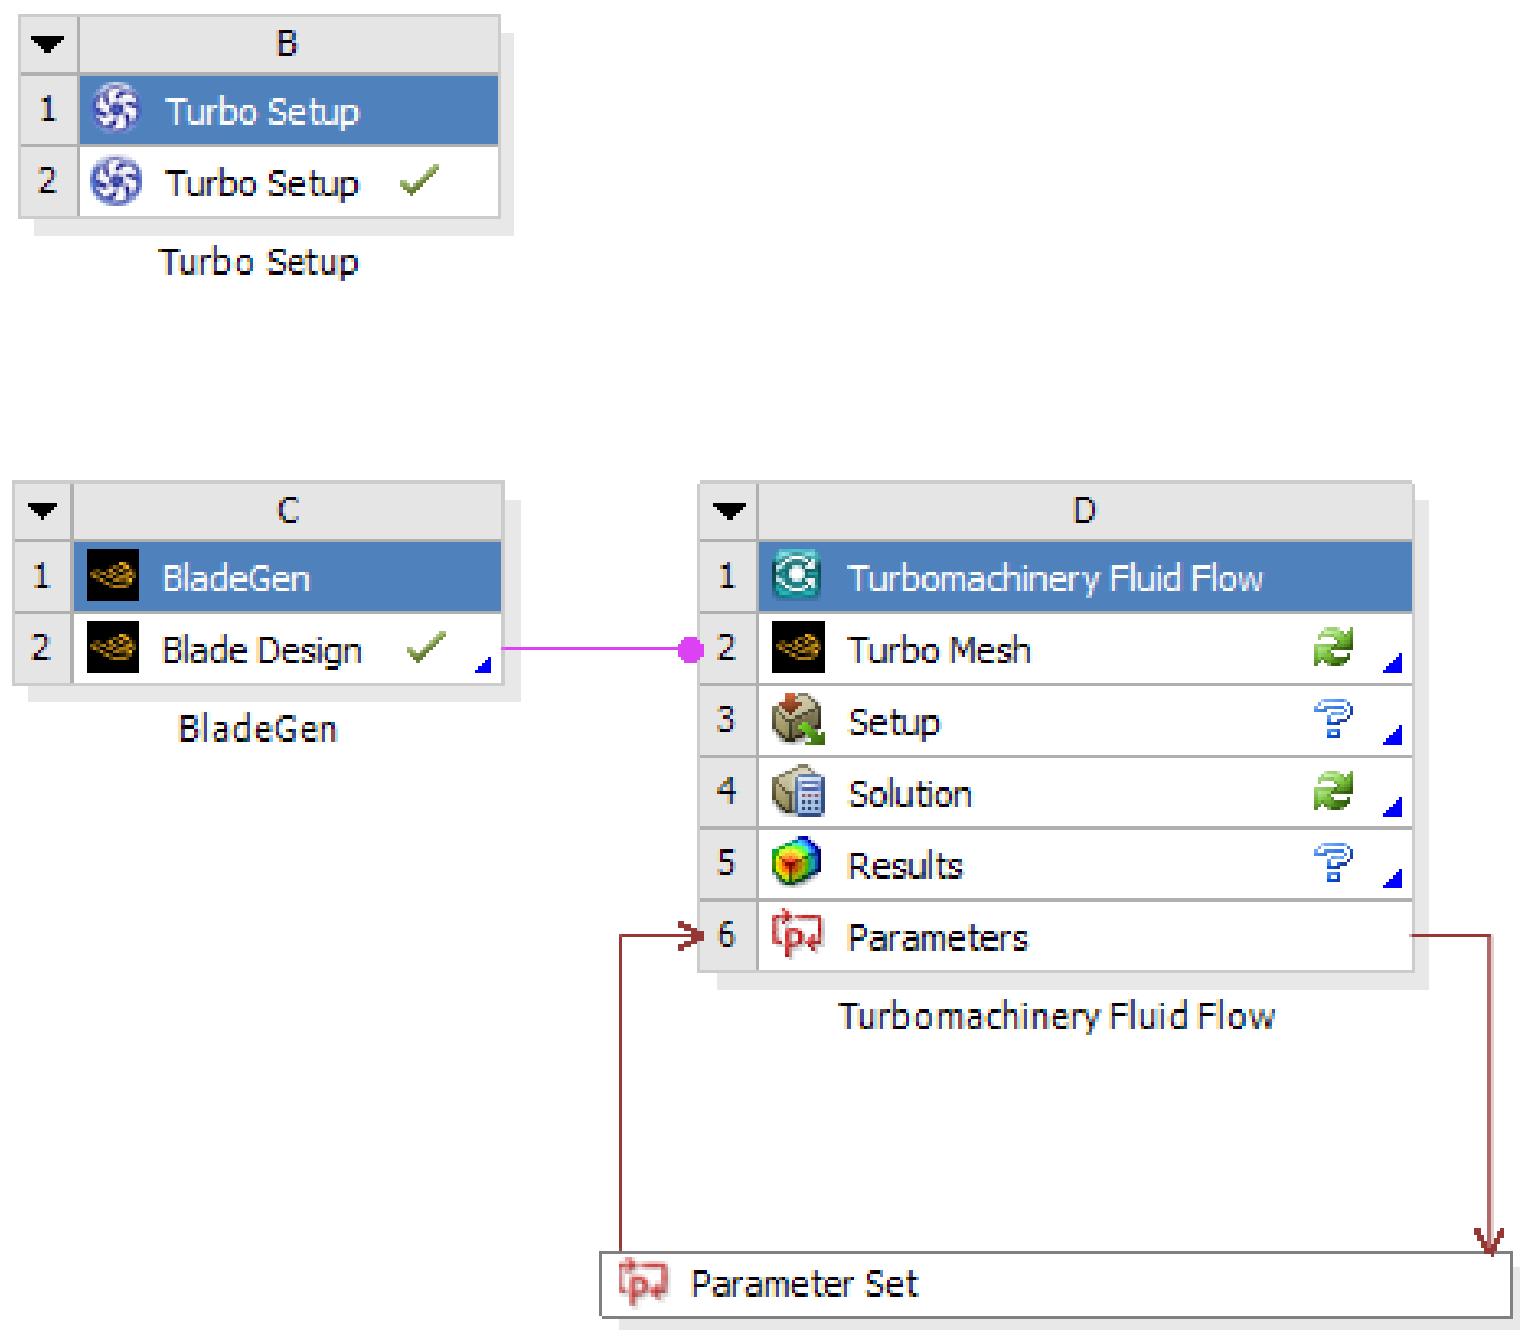 B
1 Turbo Setup
2 Turbo Setup
Turbo Setup
C
1 BladeGen
2 Blade Design
BladeGen
D
1 Turbomachinery Fluid Flow
2 Turbo Mesh
3 Setup ?
4 Solution
5 Results ?
6 Parameters
Turbomachinery Fluid Flow
Parameter Set